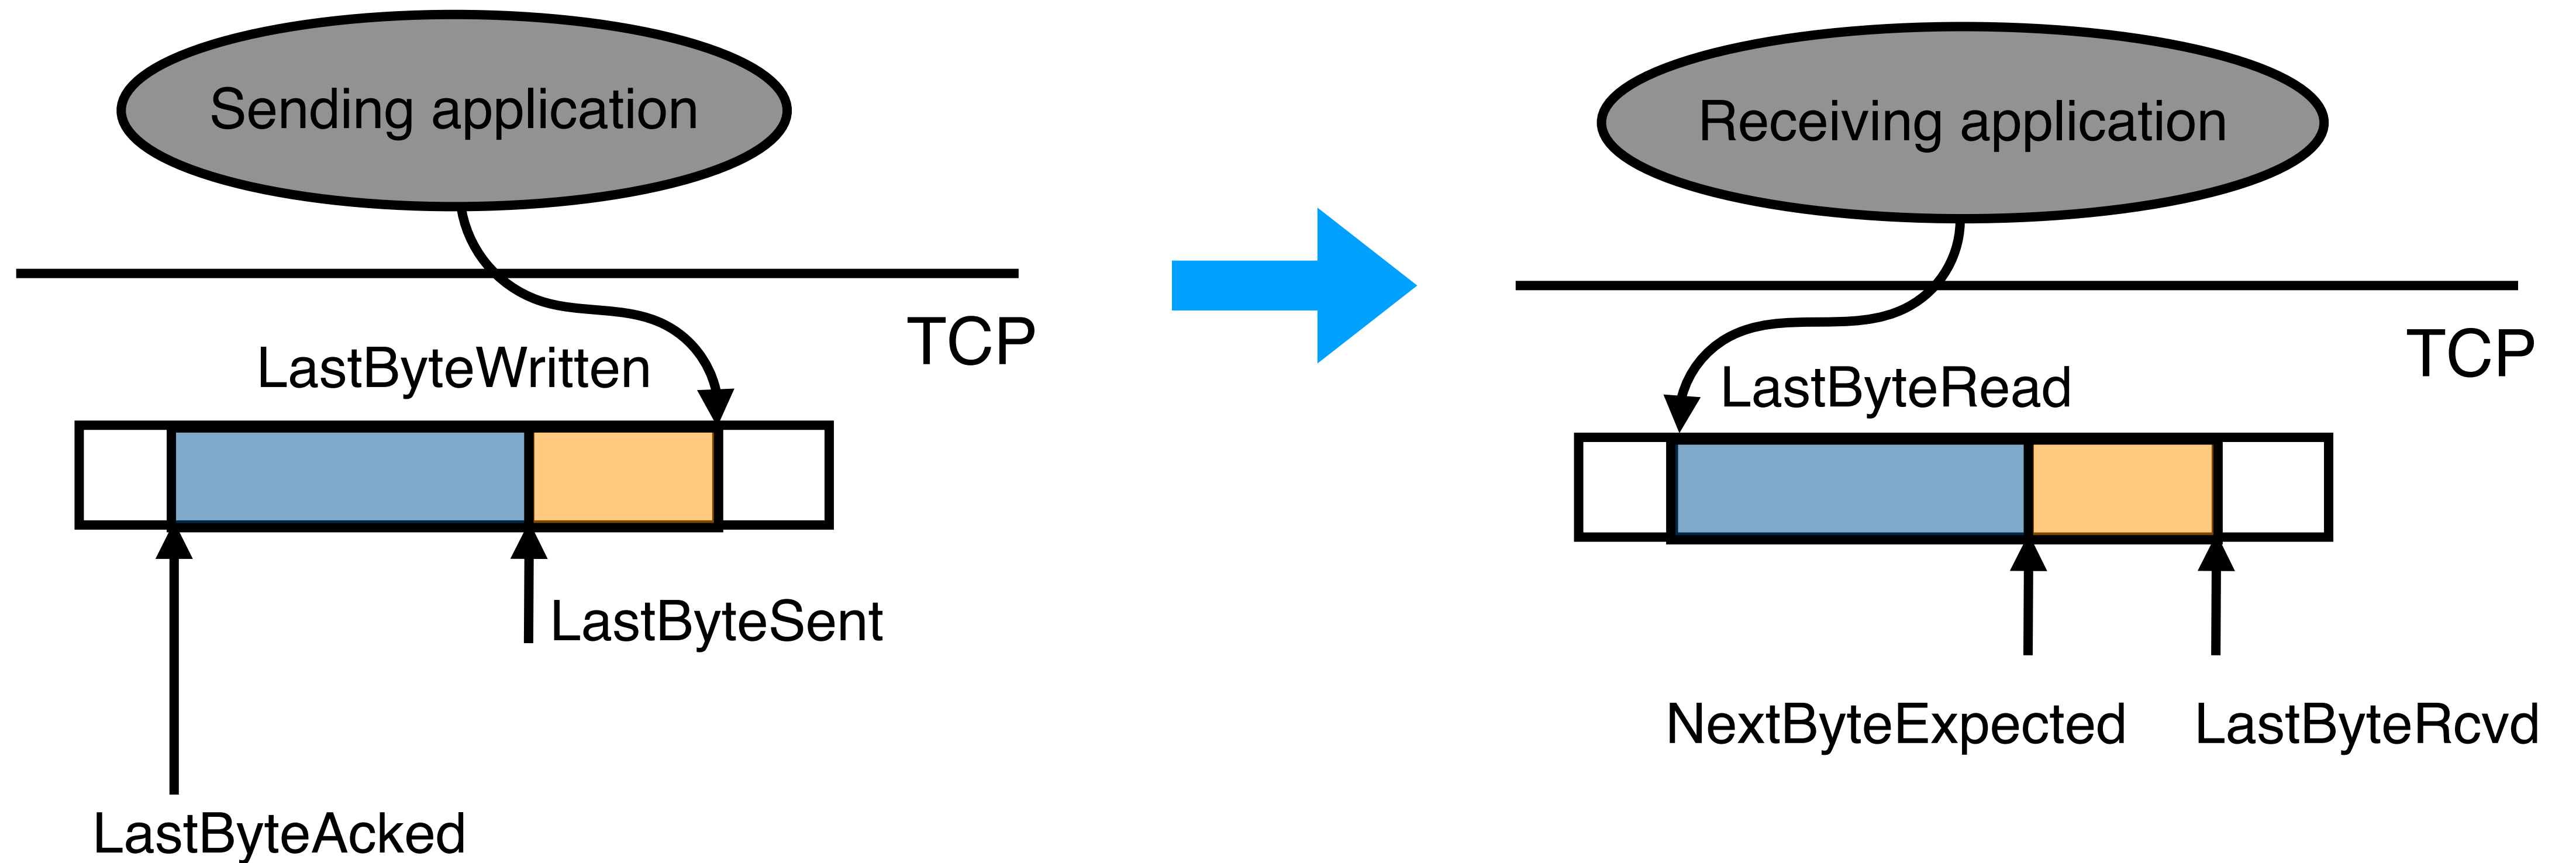 Sending application
TCP
LastByteWritten
LastByteSent
LastByteAcked
Receiving application
TCP
LastByteRead
NextByteExpected
LastByteRcvd